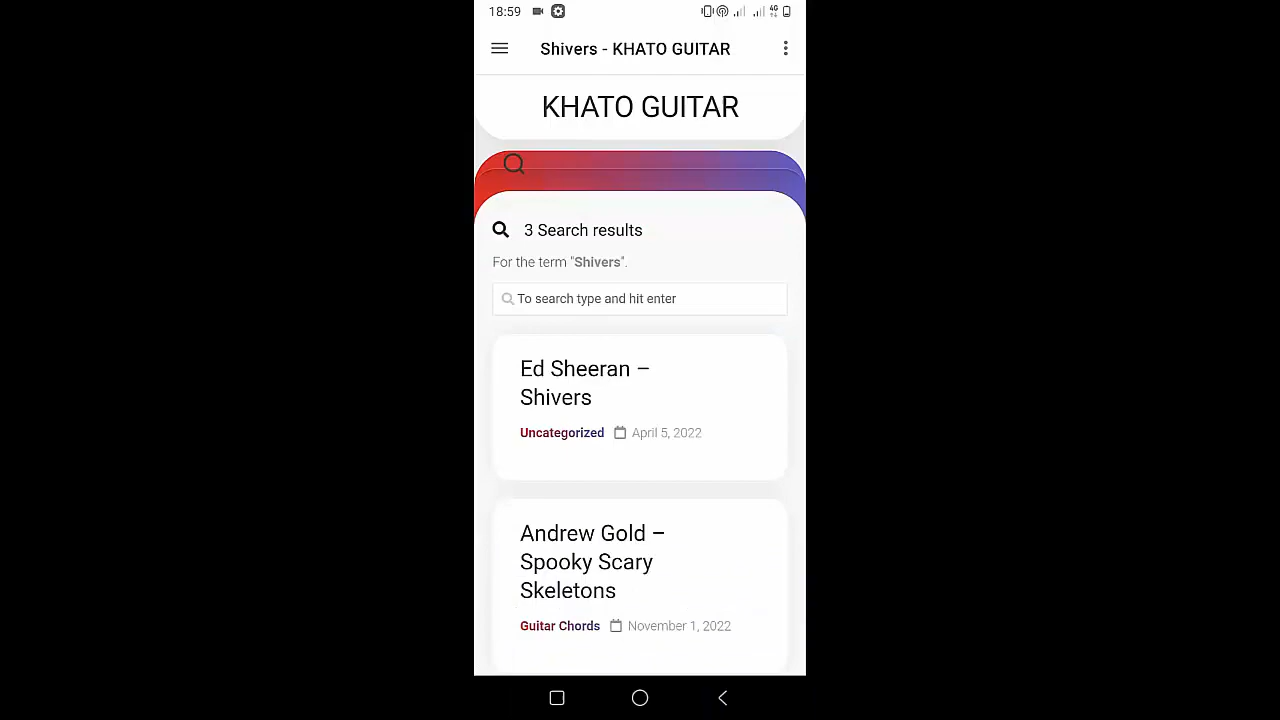 18:59
4G
Shivers - KHATO GUITAR
KHATO GUITAR
3 Search results
For the term "Shivers".
To search type and hit enter
Ed Sheeran –
Shivers
Uncategorized April 5, 2022
Andrew Gold –
Spooky Scary
Skeletons
Guitar Chords November 1, 2022